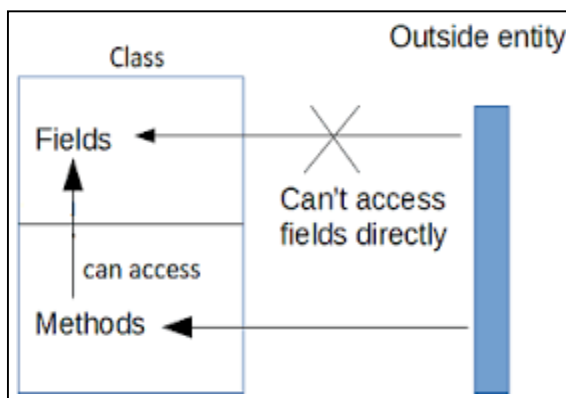 Outside entity
Class
Fields
Can't access
fields directly
can access
Methods